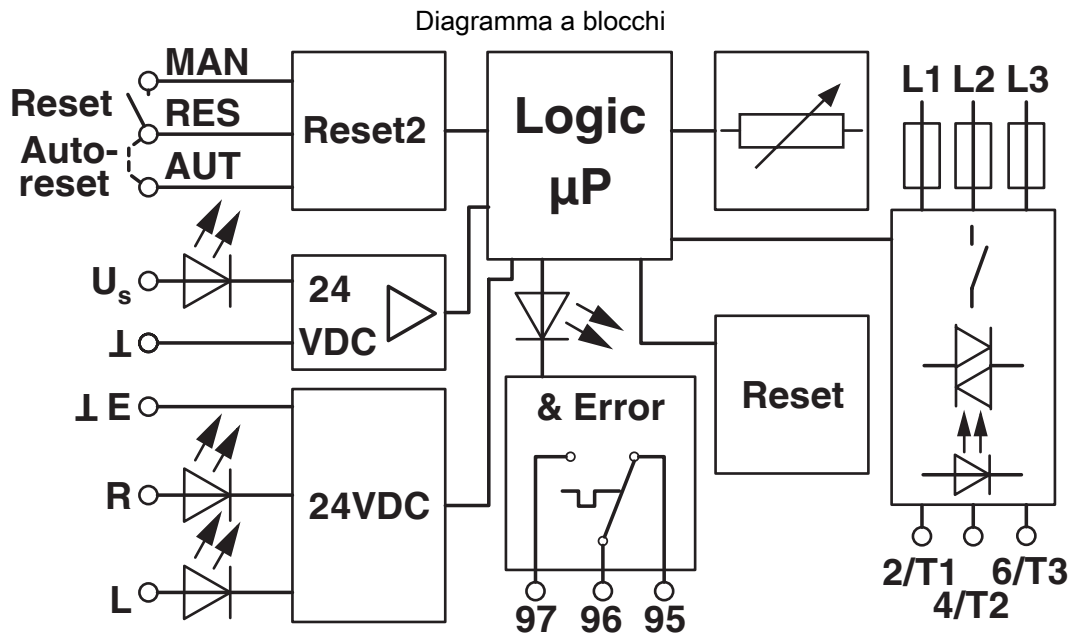 Diagramma a blocchi
MAN
Reset
RES
Auto-
reset
AUT
Reset2
Logic
µP
L1 L2 L3
Us
⊥
24
VDC
⊥ E
R
L
24VDC
& Error
97 96 95
Reset
2/T1 6/T3
4/T2